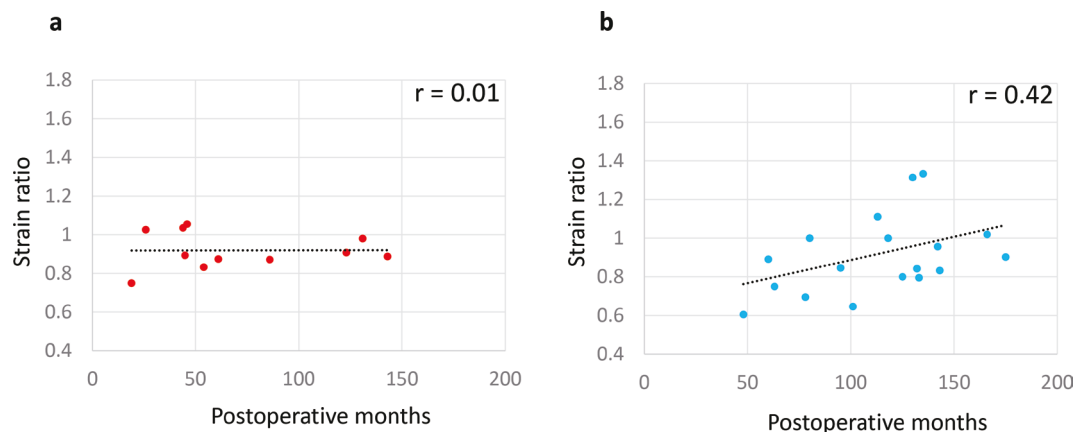 a
r = 0.01
Strain ratio
1.8
1.6
1.4
1.2
1
0.8
0.6
0.4
0 50 100 150 200
Postoperative months
b
r = 0.42
Strain ratio
1.8
1.6
1.4
1.2
1
0.8
0.6
0.4
0 50 100 150 200
Postoperative months